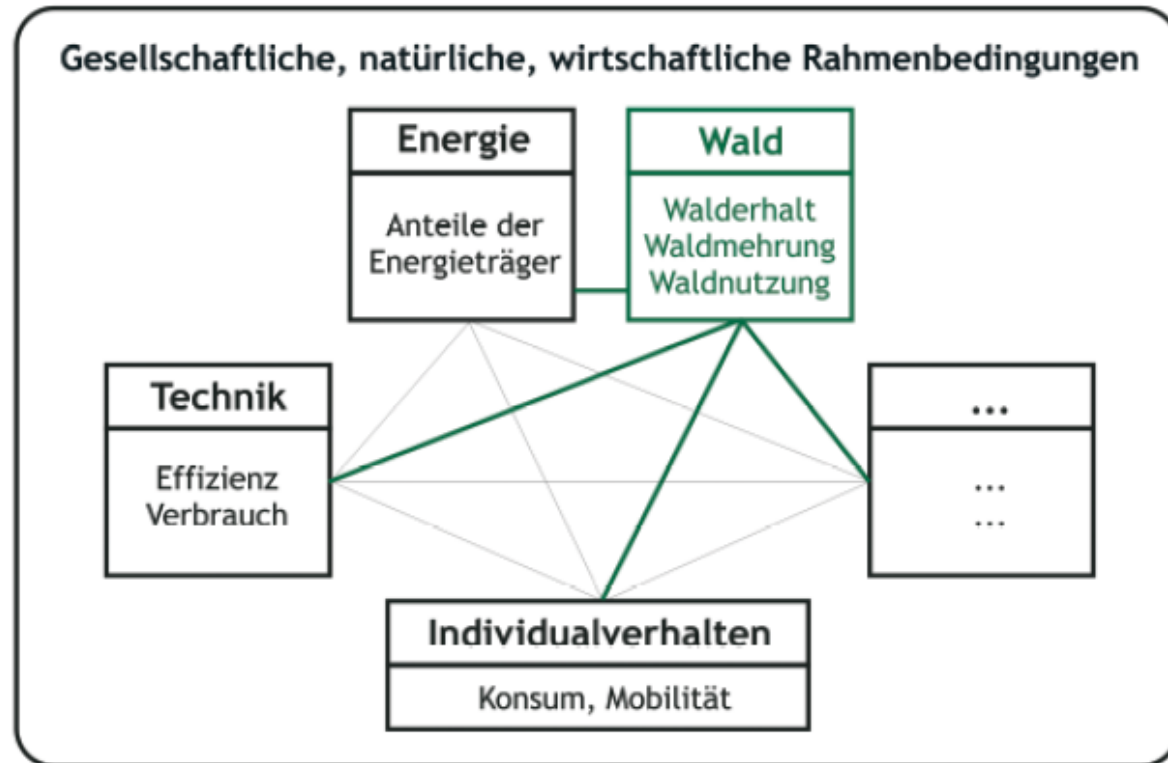 Gesellschaftliche, natürliche, wirtschaftliche Rahmenbedingungen
Energie
Anteile der
Energieträger
Wald
Walderhalt
Waldmehrung
Waldnutzung
Technik
Effizienz
Verbrauch
...
...
...
Individualverhalten
Konsum, Mobilität